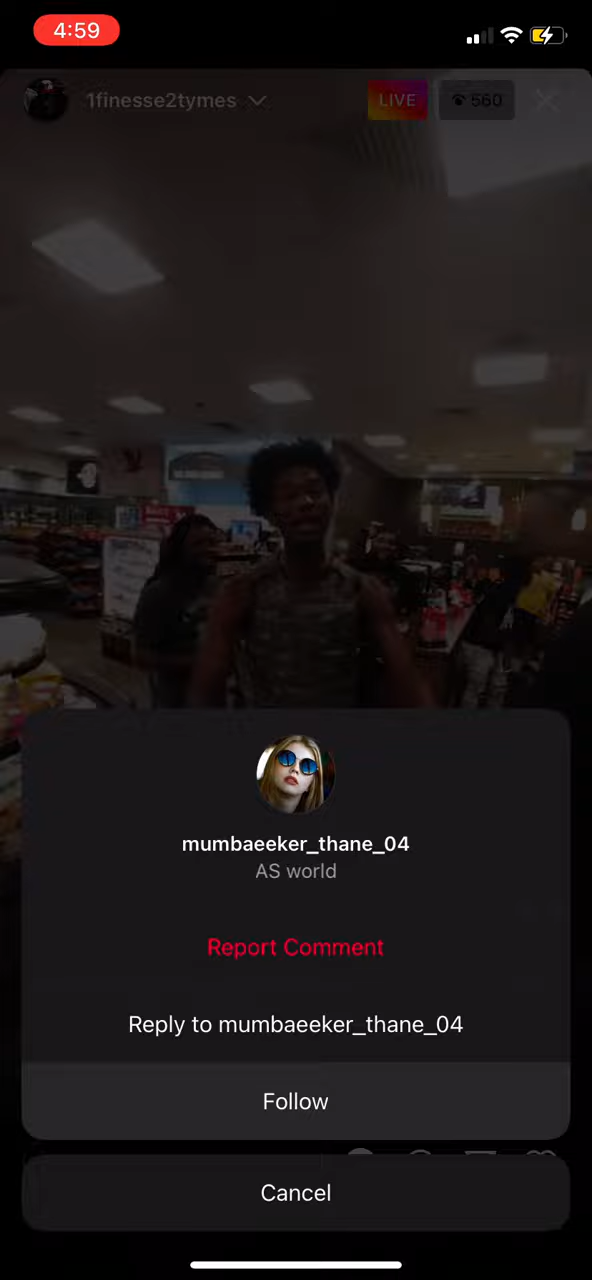 4:59
1finesse2tymes
LIVE
560
mumbaeeker_thane_04
AS world
Report Comment
Reply to mumbaeeker_thane_04
Follow
Cancel